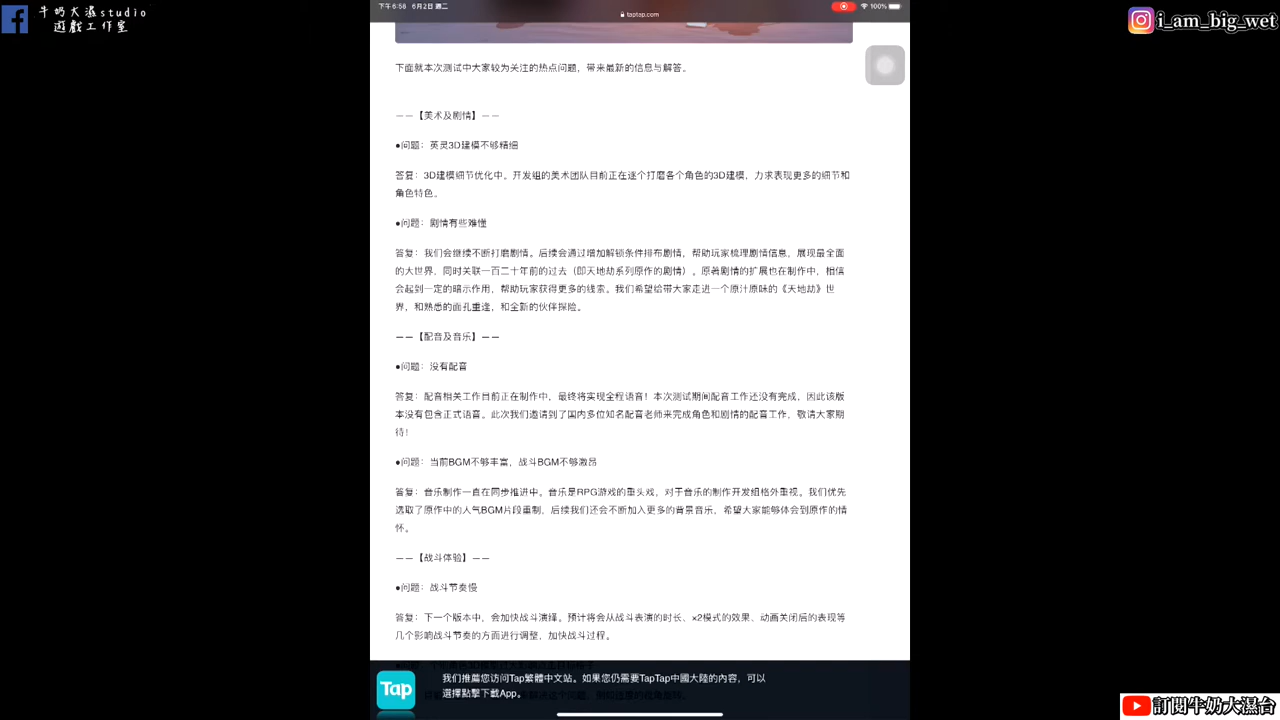 牛奶大濕studio
遊戲工作室
下午6:58 6月2日 週二
100%
taptap.com
i_am_big_wet
下面就本次测试中大家较为关注的热点问题，带来最新的信息与解答。
——【美术及剧情】——
●问题：英灵3D建模不够精细
答复：3D建模细节优化中。开发组的美术团队目前正在逐个打磨各个角色的3D建模，力求表现更多的细节和
角色特色。
●问题：剧情有些难懂
答复：我们会继续不断打磨剧情。后续会通过增加解锁条件排布剧情，帮助玩家梳理剧情信息，展现最全面
的大世界，同时关联一百二十年前的过去（即天地劫系列原作的剧情）。原著剧情的扩展也在制作中，相信
会起到一定的暗示作用，帮助玩家获得更多的线索。我们希望给带大家走进一个原汁原味的《天地劫》世
界，和熟悉的面孔重逢，和全新的伙伴探险。
——【配音及音乐】——
●问题：没有配音
答复：配音相关工作目前正在制作中，最终将实现全程语音！本次测试期间配音工作还没有完成，因此该版
本没有包含正式语音。此次我们邀请到了国内多位知名配音老师来完成角色和剧情的配音工作，敬请大家期
待！
●问题：当前BGM不够丰富，战斗BGM不够激昂
答复：音乐制作一直在同步推进中。音乐是RPG游戏的重头戏，对于音乐的制作开发组格外重视。我们优先
选取了原作中的人气BGM片段重制，后续我们还会不断加入更多的背景音乐，希望大家能够体会到原作的情
怀。
——【战斗体验】——
●问题：战斗节奏慢
答复：下一个版本中，会加快战斗演绎。预计将会从战斗表演的时长、×2模式的效果、动画关闭后的表现等
几个影响战斗节奏的方面进行调整，加快战斗过程。
Tap
我们推薦您访问Tap繁體中文站。如果您仍需要TapTap中國大陸的內容，可以
選擇點擊下載App。
訂閱牛奶大濕台